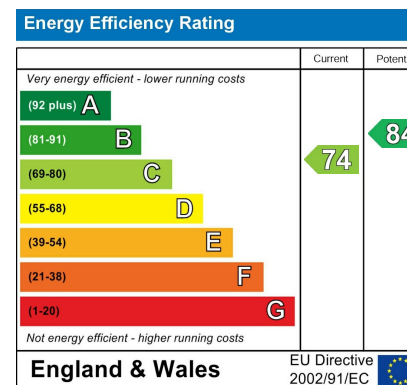 Energy Efficiency Rating
Current Potent
Very energy efficient - lower running costs
(92 plus) A
(81-91) B
84
(69-80) C
74
(55-68) D
(39-54) E
(21-38) F
(1-20) G
Not energy efficient - higher running costs
England & Wales
EU Directive
2002/91/EC